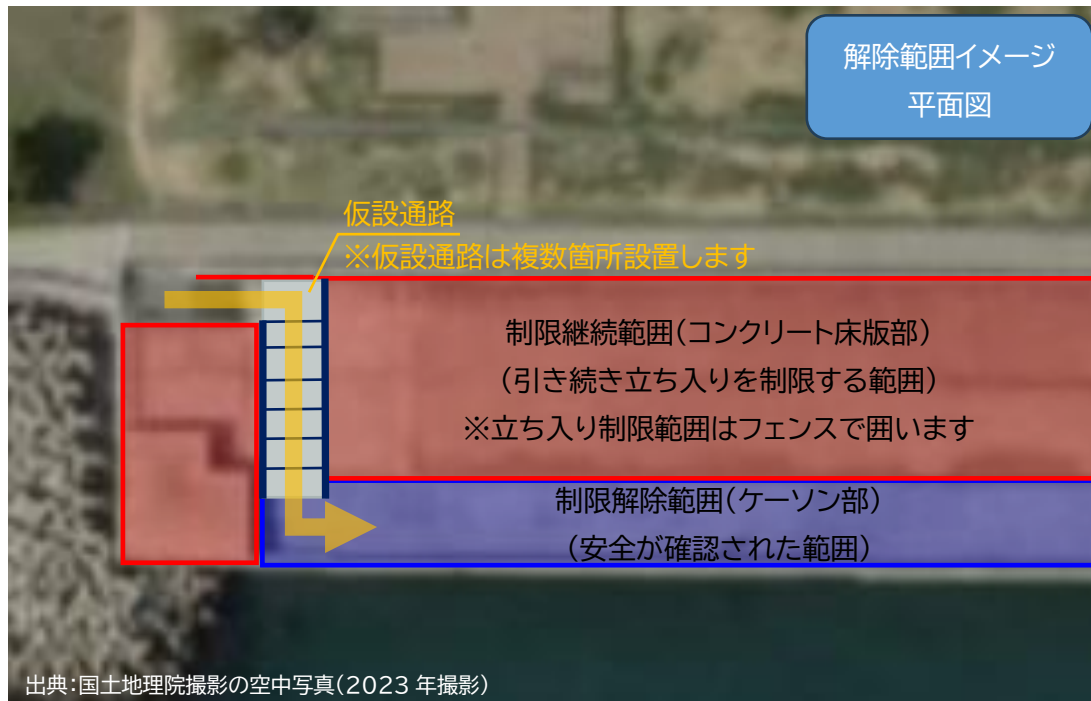 解除範囲イメージ
平面図
仮設通路
※仮設通路は複数箇所設置します
制限継続範囲(コンクリート床版部)
(引き続き立ち入りを制限する範囲)
※立ち入り制限範囲はフェンスで囲います
制限解除範囲(ケーソン部)
(安全が確認された範囲)
出典:国土地理院撮影の空中写真(2023 年撮影)